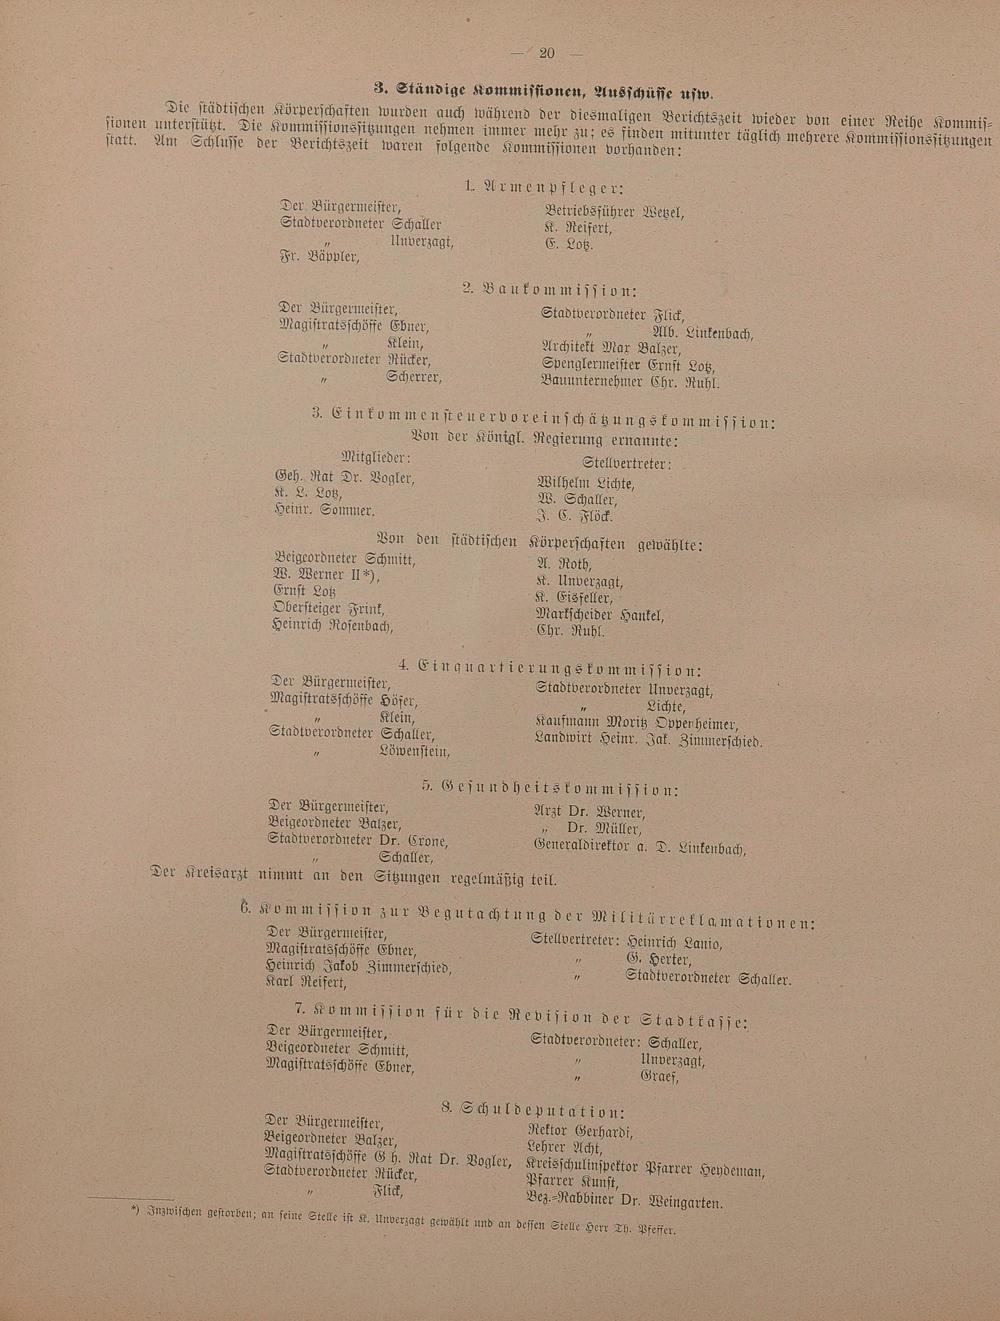 — 20 —
3. Ständige Kommissionen, Ausschüsse usw.
Die städtischen Körperschaften wurden auch während der diesmaligen Berichtszeit wieder von einer Reihe Kommis-
sionen unterstützt. Die Kommissionssitzungen nehmen immer mehr zu; es finden mitunter täglich mehrere Kommissionssitzungen
statt. Am Schlusse der Berichtszeit waren folgende Kommissionen vorhanden:
1. Armenpfleger:
Der Bürgermeister,
Stadtverordneter Schaller
„ Unverzagt,
Fr. Bäppler,
Betriebsführer Wetzel,
K. Reifert,
E. Lotz.
2. Baukommission:
Der Bürgermeister,
Magistratsschöffe Ebner,
„ Klein,
Stadtverordneter Rücker,
„ Scherrer,
Stadtverordneter Flick,
„ Alb. Linkenbach,
Architekt Max Balzer,
Spenglermeister Ernst Lotz,
Bauunternehmer Chr. Ruhl.
3. Einkommensteuervoreinschätzungskommission:
Von der Königl. Regierung ernannte:
Mitglieder:
Geh. Rat Dr. Vogler,
K. L. Lotz,
Heinr. Sommer.
Stellvertreter:
Wilhelm Lichte,
W. Schaller,
J. C. Flöck.
Von den städtischen Körperschaften gewählte:
Beigeordneter Schmitt,
W. Werner II*),
Ernst Lotz
Obersteiger Frink,
Heinrich Rosenbach,
A. Roth,
K. Unverzagt,
K. Eisfeller,
Markscheider Hankel,
Chr. Ruhl.
4. Einquartierungskommission:
Der Bürgermeister,
Magistratsschöffe Höfer,
„ Klein,
Stadtverordneter Schaller,
„ Löwenstein,
Stadtverordneter Unverzagt,
„ Lichte,
Kaufmann Moritz Oppenheimer,
Landwirt Heinr. Jak. Zimmerschied.
5. Gesundheitskommission:
Der Bürgermeister,
Beigeordneter Balzer,
Stadtverordneter Dr. Crone,
„ Schaller,
Arzt Dr. Werner,
„ Dr. Müller,
Generaldirektor a. D. Linkenbach,
Der Kreisarzt nimmt an den Sitzungen regelmäßig teil.
6. Kommission zur Begutachtung der Militärreklamationen:
Der Bürgermeister,
Magistratsschöffe Ebner,
Heinrich Jakob Zimmerschied,
Karl Reifert,
Stellvertreter: Heinrich Lanio,
„ G. Herter,
„ Stadtverordneter Schaller.
7. Kommission für die Revision der Stadtkasse:
Der Bürgermeister,
Beigeordneter Schmitt,
Magistratsschöffe Ebner,
Stadtverordneter: Schaller,
„ Unverzagt,
„ Graef,
8. Schuldeputation:
Der Bürgermeister,
Beigeordneter Balzer,
Magistratsschöffe G h. Rat Dr. Vogler,
Stadtverordneter Rücker,
„ Flick,
Rektor Gerhardi,
Lehrer Acht,
Kreisschulinspektor Pfarrer Heydeman,
Pfarrer Kunst,
Bez.-Rabbiner Dr. Weingarten.
*) Inzwischen gestorben; an seine Stelle ist K. Unverzagt gewählt und an dessen Stelle Herr Th. Pfeffer.